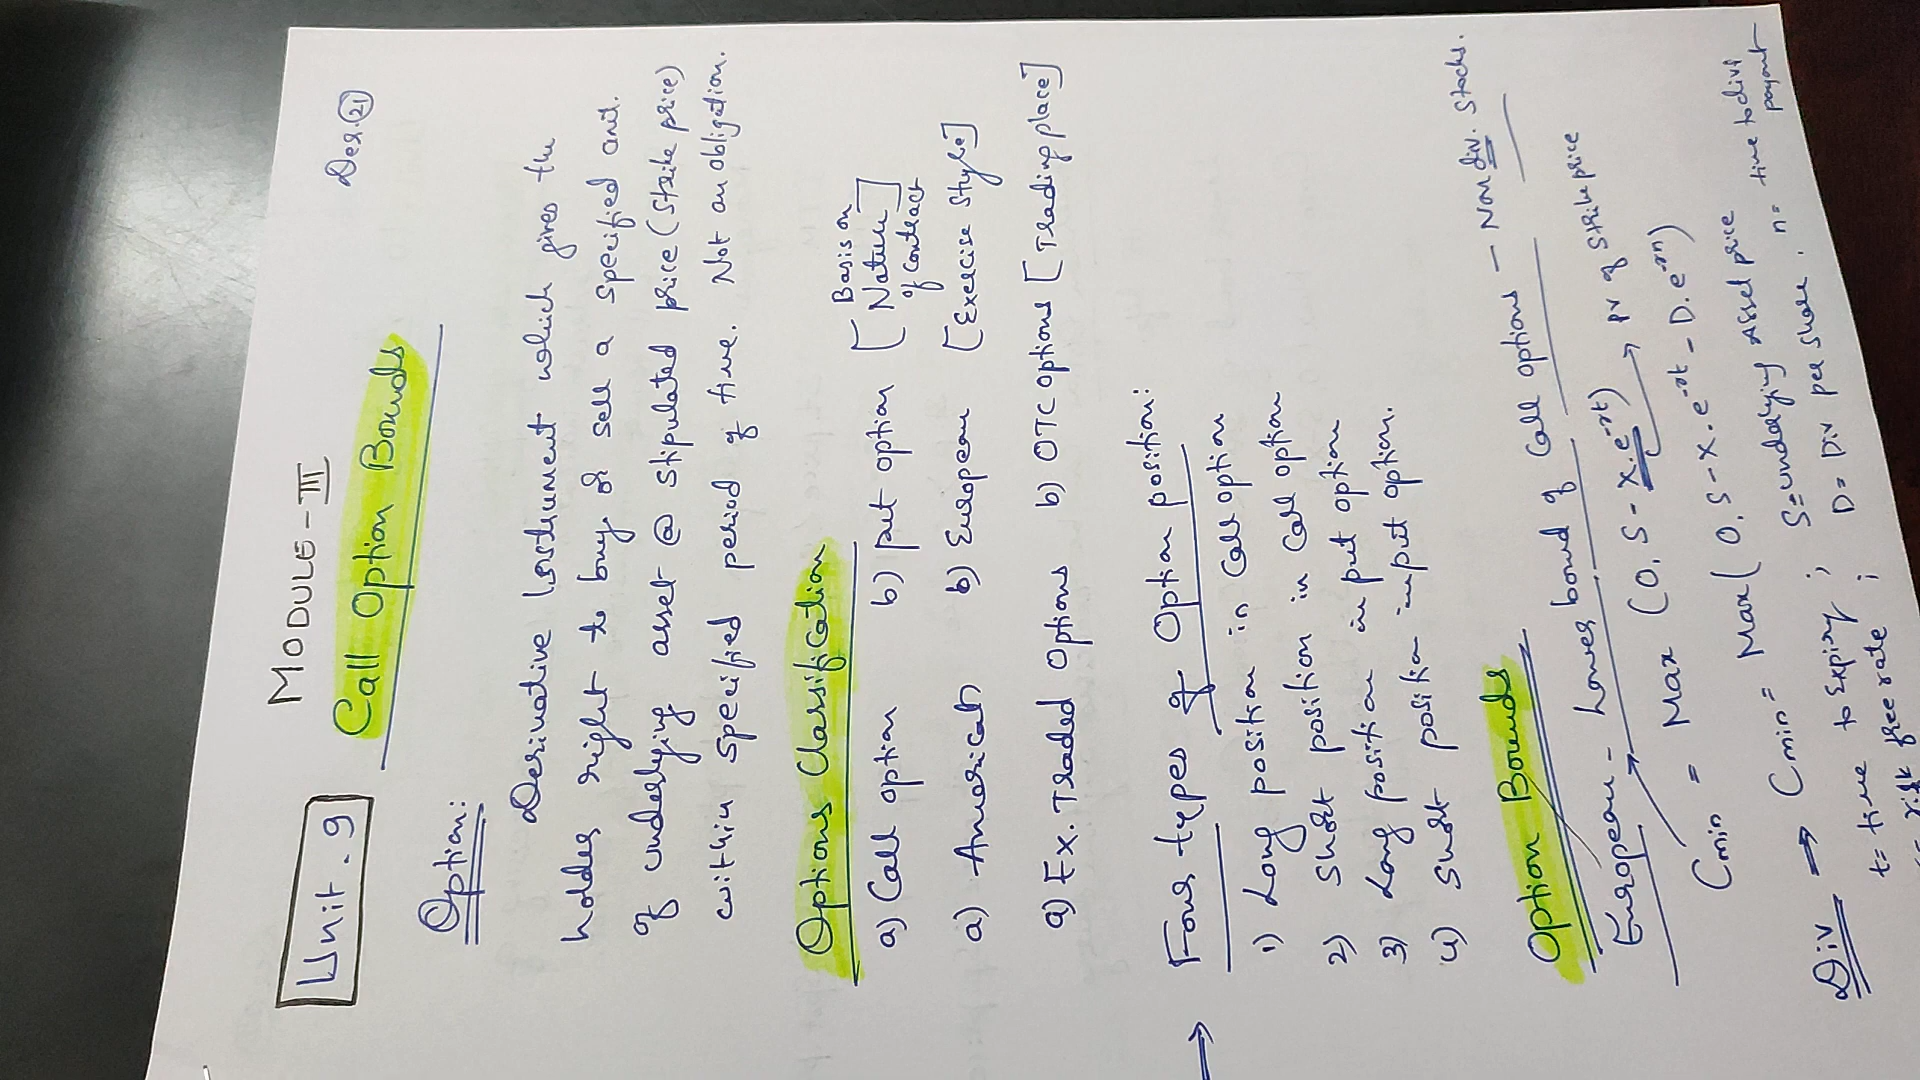 Der. 21
MODULE - III
Unit . 9
Call Option Bounds
Option:
Derivative Instrument which gives the
holder right to buy or sell a specified amt.
of underlying asset @ stipulated price (Strike price)
within specified period of time. Not an obligation.
Options Classification
a) Call option b) put option [Basis on Nature of Contract]
a) American b) European [Exercise Style]
a) Ex. Traded Options b) OTC options [Trading place]
→ Four types of Option position:
1) Long position in Call option
2) Short position in Call option
3) Long position in put option
4) Short position in put option.
Option Bounds
European - Lower bound of Call options - Non div. Stocks.
Cmin = Max (0, S - X.e^-rt) → PV of Strike price
Div → Cmin = Max (0, S - X.e^-rt - D.e^-rn)
t = time to Expiry ; S = underlying Asset price
r = risk free rate ; D = Div per share . n = time to divi payout